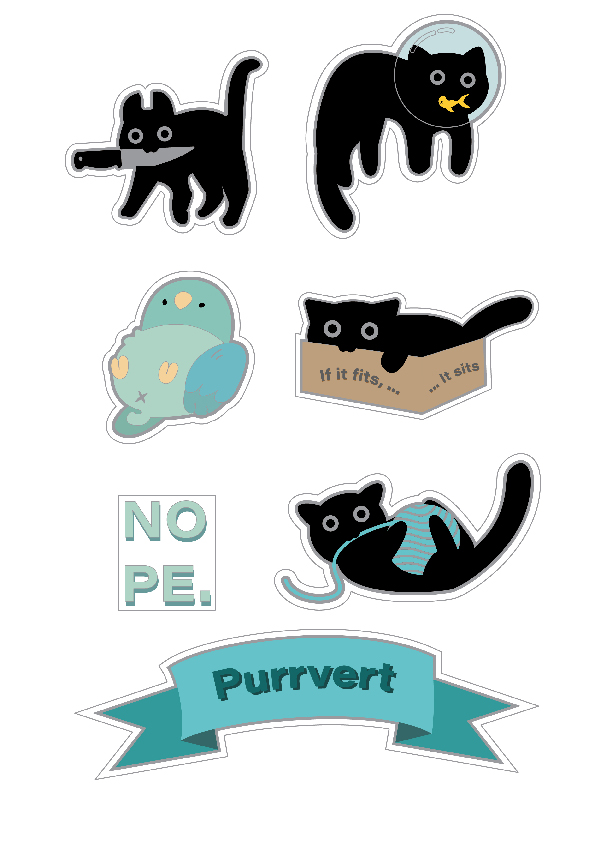 If it fits, ...
... it sits
NO
PE.
Purrvert